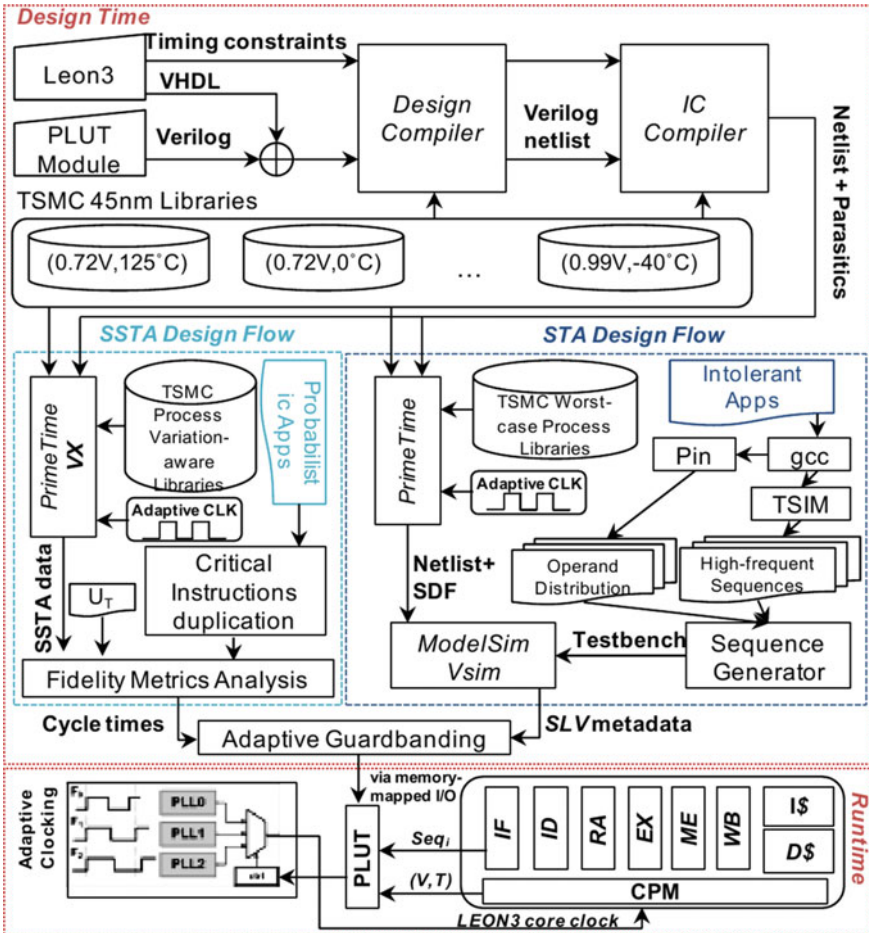 Design Time
Timing constraints
Leon3
VHDL
Design
Compiler
Verilog
netlist
IC
Compiler
PLUT
Module
Verilog
Netlist + Parasitics
TSMC 45nm Libraries
(0.72V,125°C)
(0.72V,0°C)
...
(0.99V,-40°C)
SSTA Design Flow
STA Design Flow
PrimeTime
VX
TSMC
Process
Variation-
aware
Libraries
Probabilist
ic Apps
Adaptive CLK
SSTA data
UT
Critical
Instructions
duplication
Fidelity Metrics Analysis
PrimeTime
TSMC Worst-
case Process
Libraries
Adaptive CLK
Intolerant
Apps
Pin
gcc
TSIM
Operand
Distribution
High-frequent
Sequences
Netlist+
SDF
ModelSim
Vsim
Testbench
Sequence
Generator
Cycle times
SLV metadata
Adaptive Guardbanding
via memory-
mapped I/O
Runtime
Adaptive
Clocking
PLL0
PLL1
PLL2
PLUT
Seqi
(V,T)
IF
ID
RA
EX
ME
WB
I$
D$
CPM
LEON3 core clock